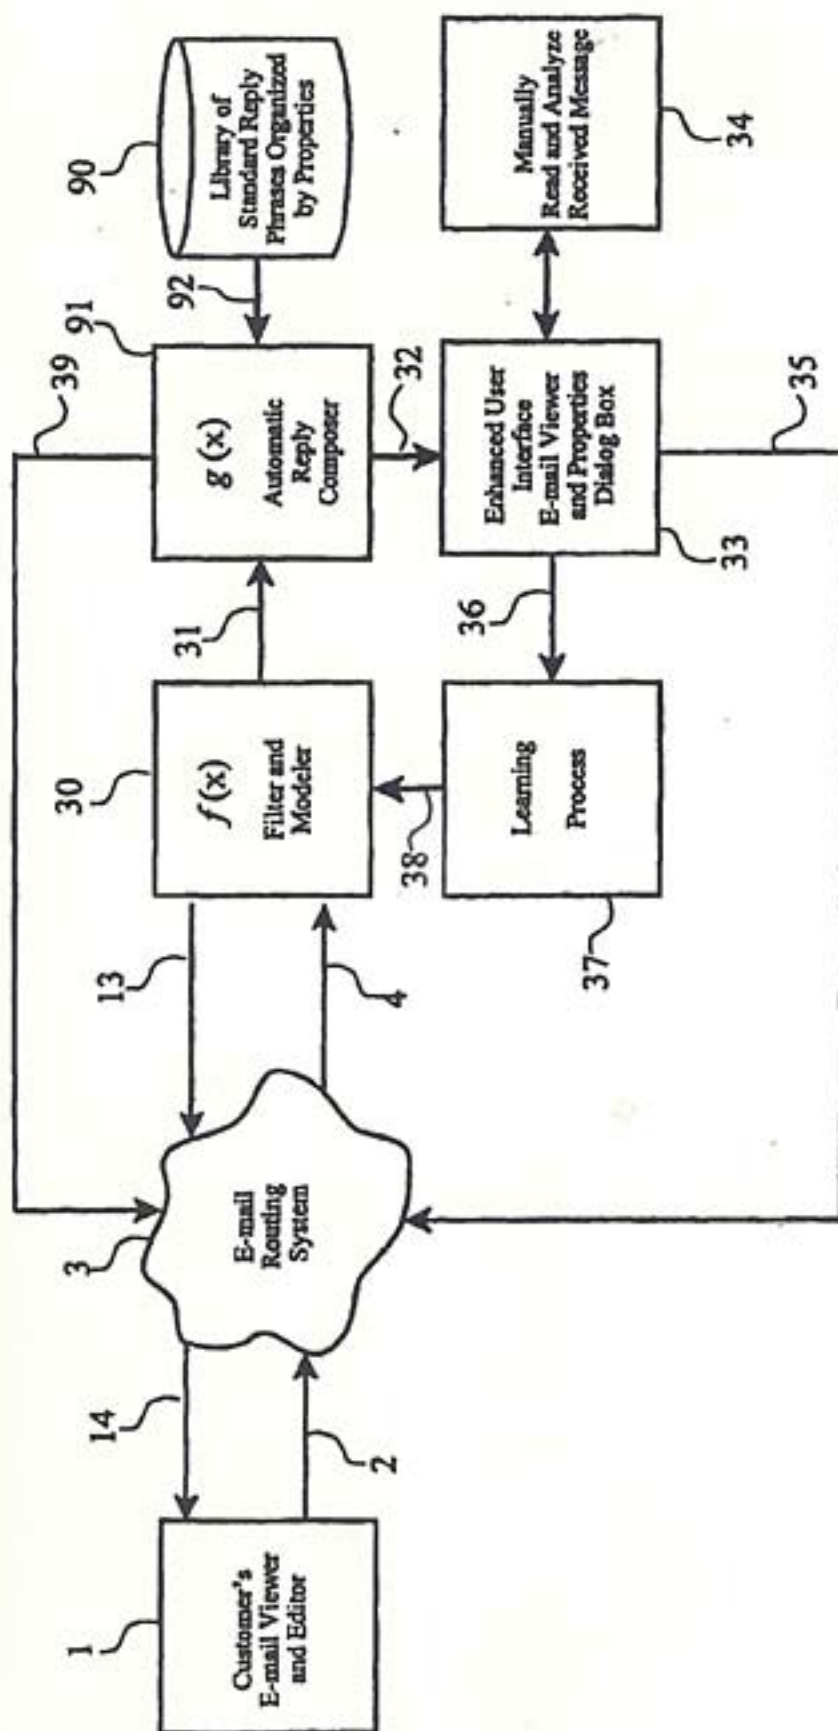 39
91
90
g (x)
Automatic
Reply
Composer
92
Library of
Standard Reply
Phrases Organized
by Properties
30
f (x)
Filter and
Modeler
31
32
13
4
38
3
E-mail
Routing
System
14
2
1
Customer's
E-mail Viewer
and Editor
37
Learning
Process
36
Enhanced User
Interface
E-mail Viewer
and Properties
Dialog Box
33
Manually
Read and Analyze
Received Message
34
35